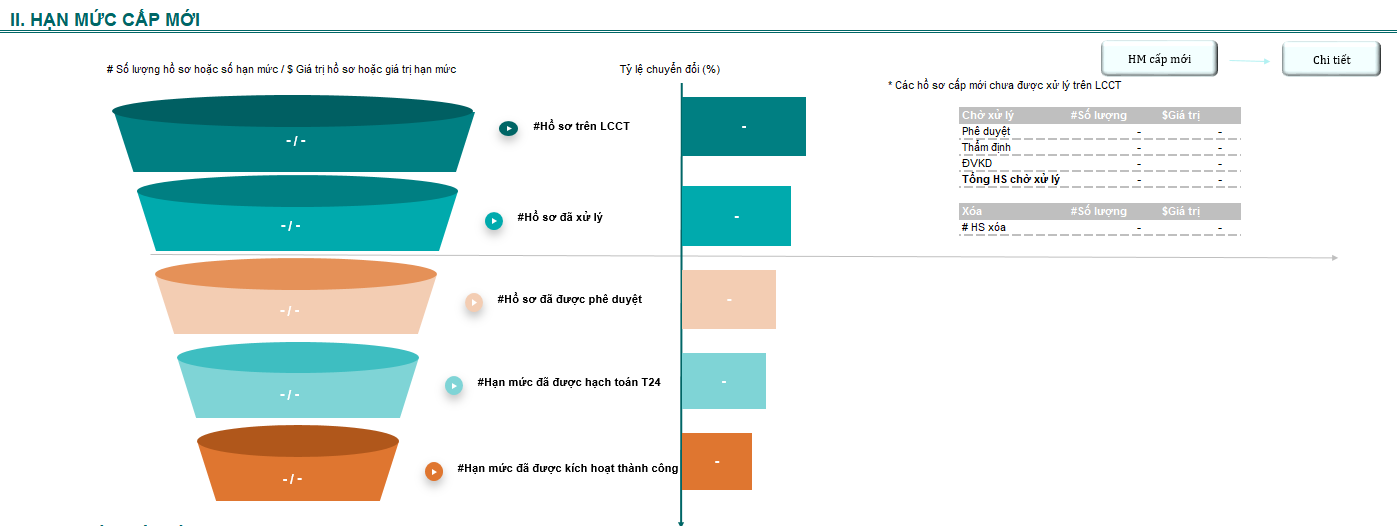 II. HẠN MỨC CẤP MỚI
HM cấp mới
Chi tiết
# Số lượng hồ sơ hoặc số hạn mức / $ Giá trị hồ sơ hoặc giá trị hạn mức
Tỷ lệ chuyển đổi (%)
* Các hồ sơ cấp mới chưa được xử lý trên LCCT
- / -
#Hồ sơ trên LCCT
-
Chờ xử lý #Số lượng $Giá trị
Phê duyệt - -
Thẩm định - -
ĐVKD - -
Tổng HS chờ xử lý - -
- / -
#Hồ sơ đã xử lý
-
Xóa #Số lượng $Giá trị
# HS xóa - -
- / -
#Hồ sơ đã được phê duyệt
-
- / -
#Hạn mức đã được hạch toán T24
-
- / -
#Hạn mức đã được kích hoạt thành công
-